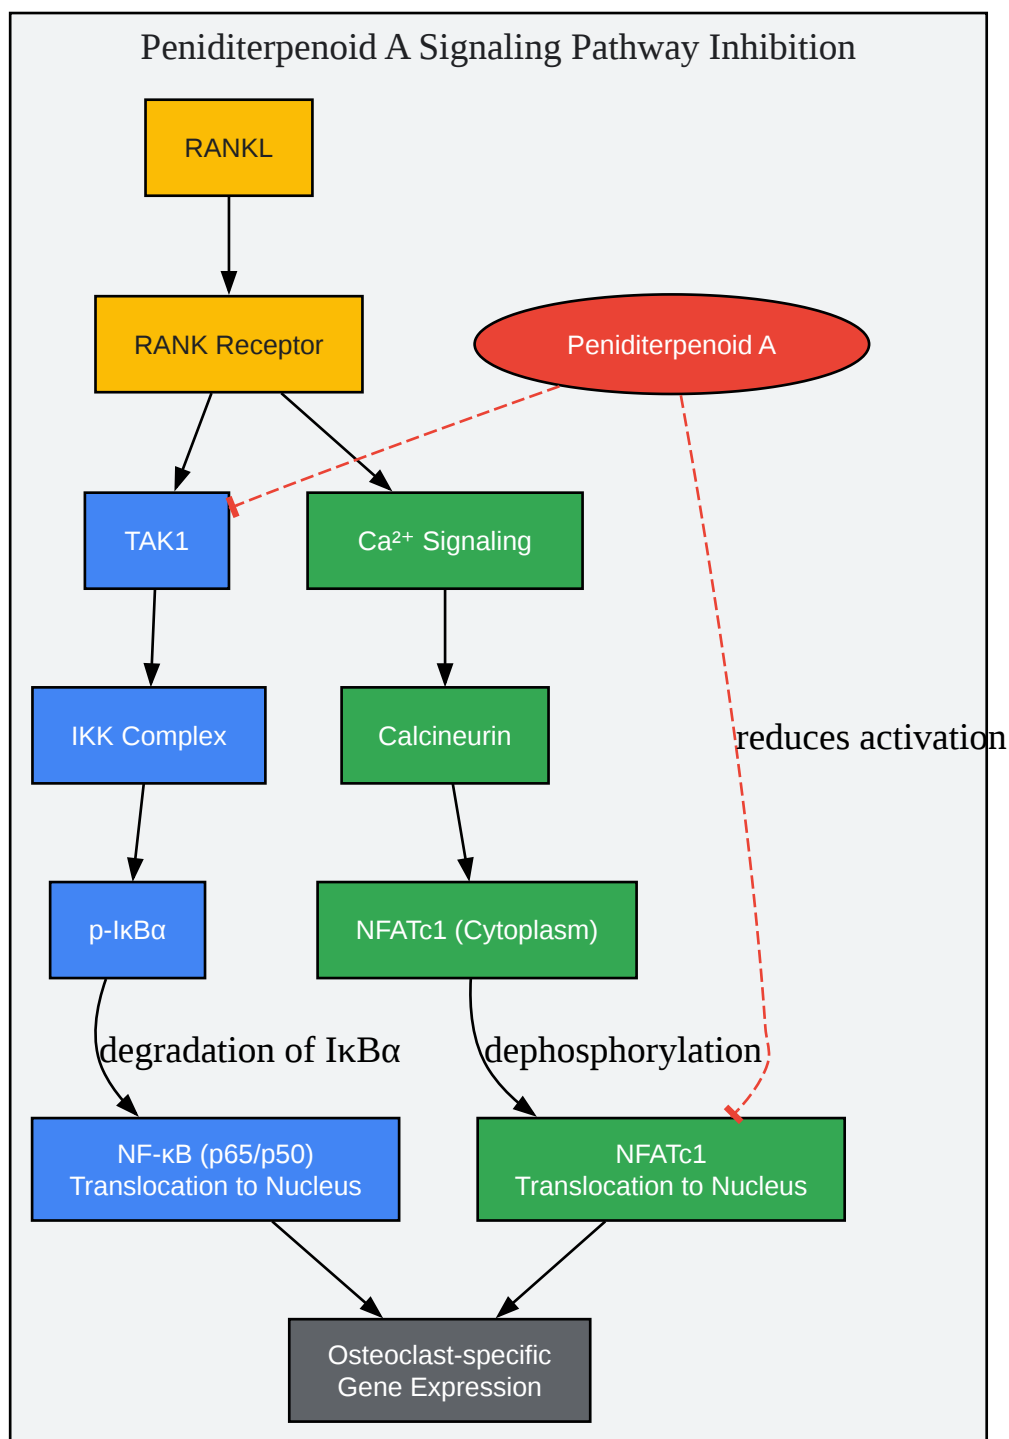 Peniditerpenoid A Signaling Pathway Inhibition
RANKL
RANK Receptor
Peniditerpenoid A
TAK1
Ca²⁺ Signaling
IKK Complex
Calcineurin
reduces activation
p-IκBα
NFATc1 (Cytoplasm)
degradation of IκBα
dephosphorylation
NF-κB (p65/p50)
Translocation to Nucleus
NFATc1
Translocation to Nucleus
Osteoclast-specific
Gene Expression